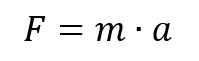 F = m · a